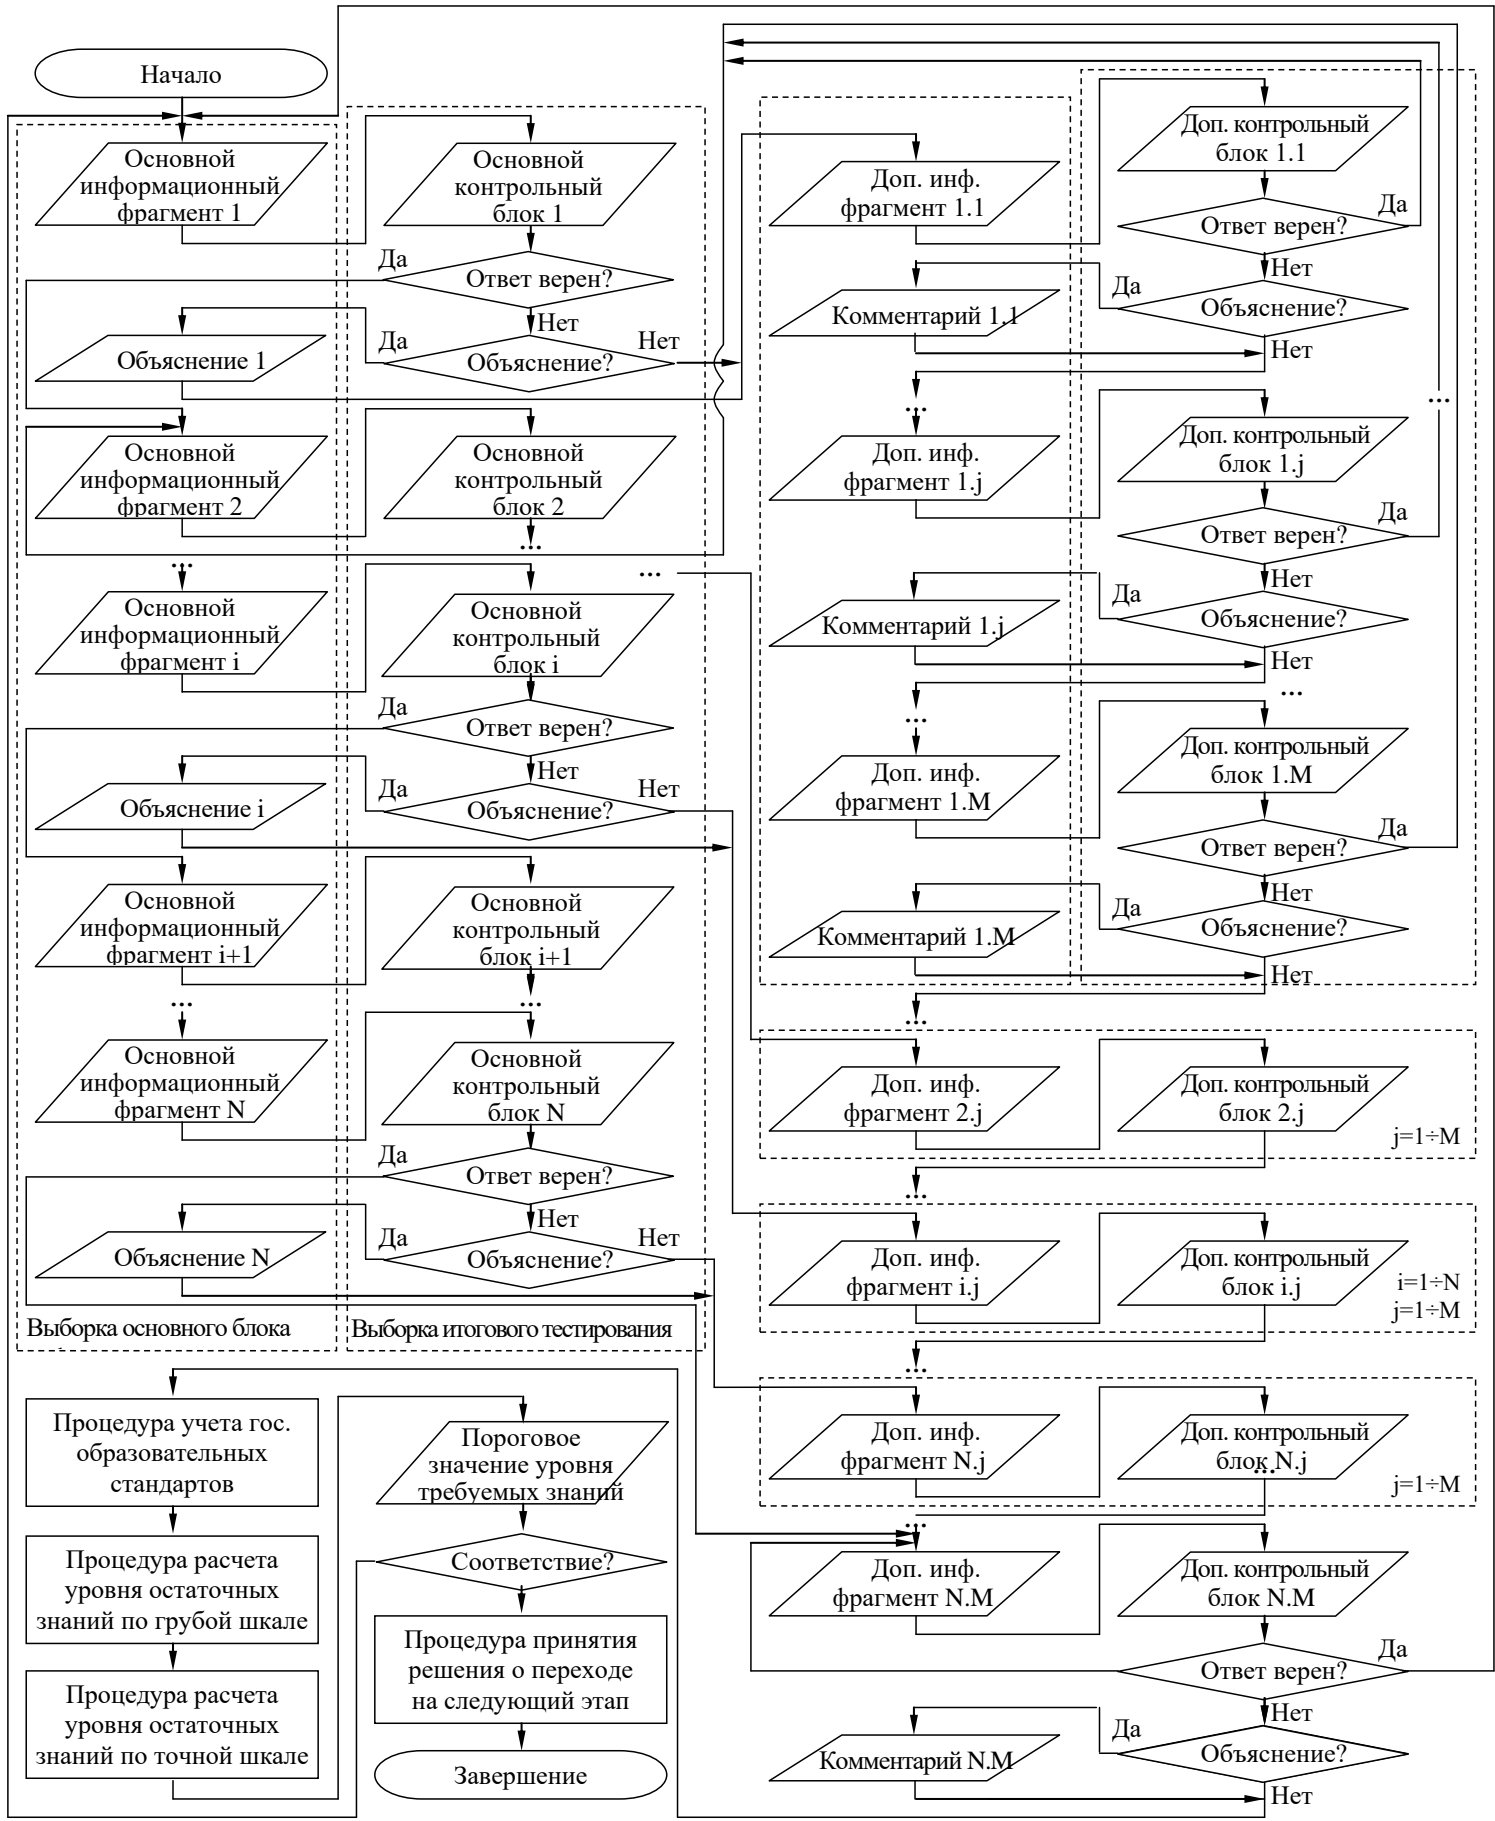 Начало
Основной
информационный
фрагмент 1
Основной
контрольный
блок 1
Да
Ответ верен?
Нет
Объяснение 1
Да
Объяснение?
Нет
Основной
информационный
фрагмент 2
Основной
контрольный
блок 2
...
...
...
Основной
информационный
фрагмент i
Основной
контрольный
блок i
Да
Ответ верен?
Нет
Объяснение i
Да
Объяснение?
Нет
Основной
информационный
фрагмент i+1
Основной
контрольный
блок i+1
...
...
Основной
информационный
фрагмент N
Основной
контрольный
блок N
Да
Ответ верен?
Нет
Объяснение N
Да
Объяснение?
Нет
Выборка основного блока
Выборка итогового тестирования
Доп. инф.
фрагмент 1.1
Доп. контрольный
блок 1.1
Да
Ответ верен?
Нет
Комментарий 1.1
Да
Объяснение?
Нет
...
...
Доп. инф.
фрагмент 1.j
Доп. контрольный
блок 1.j
Да
Ответ верен?
Нет
Комментарий 1.j
Да
Объяснение?
Нет
...
...
Доп. инф.
фрагмент 1.M
Доп. контрольный
блок 1.M
Да
Ответ верен?
Нет
Комментарий 1.M
Да
Объяснение?
Нет
...
Доп. инф.
фрагмент 2.j
Доп. контрольный
блок 2.j
j=1÷M
...
Доп. инф.
фрагмент i.j
Доп. контрольный
блок i.j
i=1÷N
j=1÷M
...
Доп. инф.
фрагмент N.j
Доп. контрольный
блок N.j
...
j=1÷M
...
Доп. инф.
фрагмент N.M
Доп. контрольный
блок N.M
Да
Ответ верен?
Нет
Комментарий N.M
Да
Объяснение?
Нет
Процедура учета гос.
образовательных
стандартов
Процедура расчета
уровня остаточных
знаний по грубой шкале
Процедура расчета
уровня остаточных
знаний по точной шкале
Пороговое
значение уровня
требуемых знаний
Соответствие?
Процедура принятия
решения о переходе
на следующий этап
Завершение